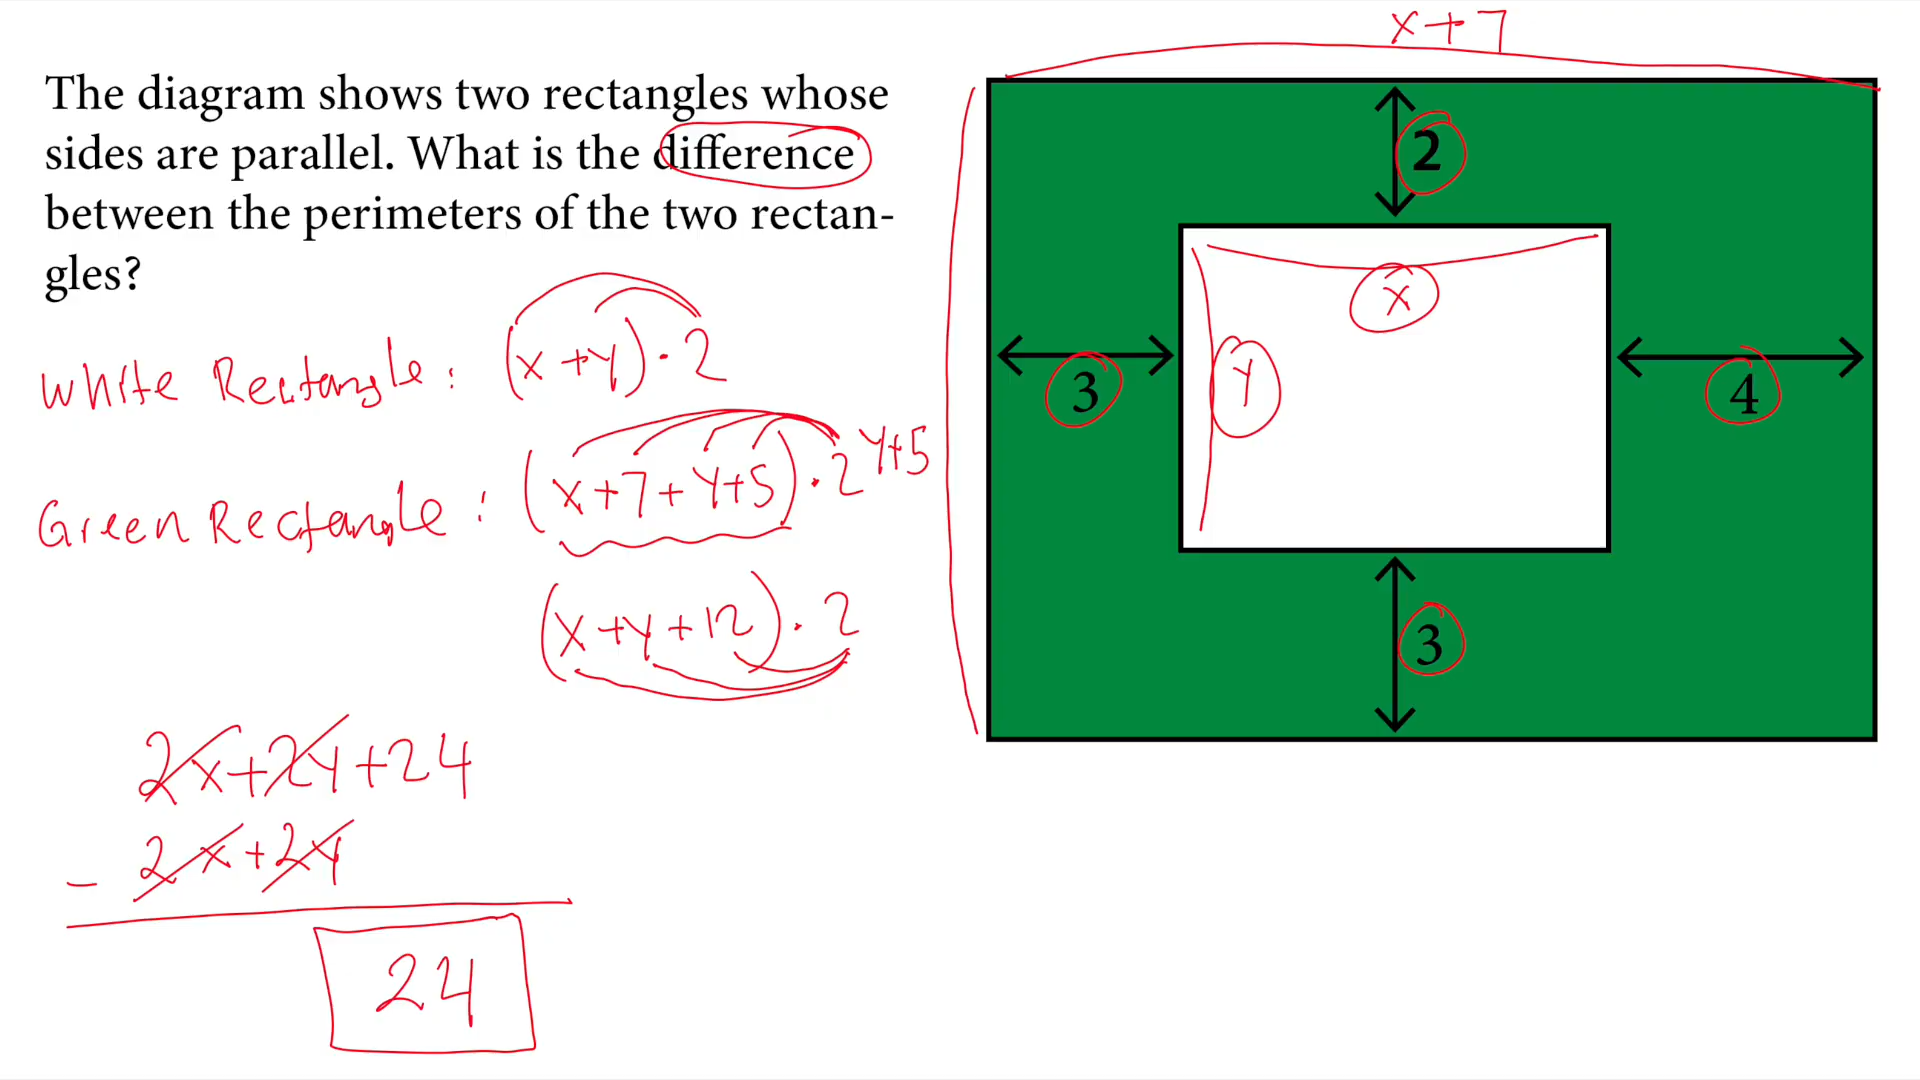 The diagram shows two rectangles whose
sides are parallel. What is the difference
between the perimeters of the two rectan-
gles?
White Rectangle: (x+y)·2
Green Rectangle: (x+7+y+5)·2
y+5
(x+y+12)·2
2x+2y+24
- 2x+2y
24
x+7
2
x
y
3
4
3